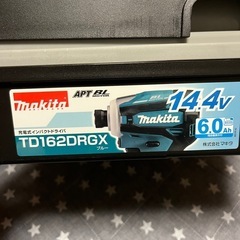 APT BL
makita
14.4v
充電式インパクトドライバ
TD162DRGX
ブルー
6.0Ah
株式会社マキタ